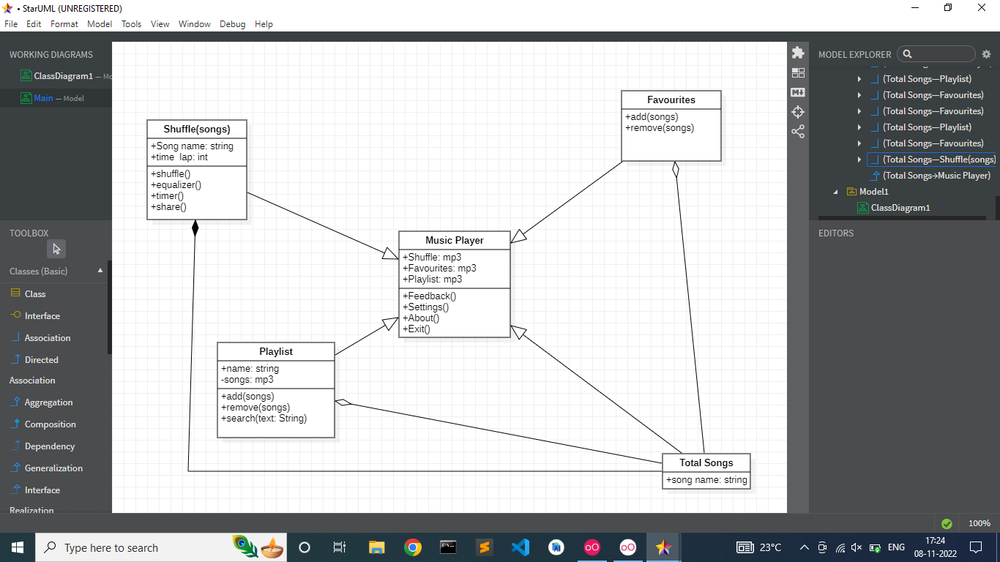 • StarUML (UNREGISTERED)
File Edit Format Model Tools View Window Debug Help
WORKING DIAGRAMS
ClassDiagram1 — Mo
Main — Model
TOOLBOX
Classes (Basic)
Class
Interface
Association
Directed
Association
Aggregation
Composition
Dependency
Generalization
Interface
Realization
Shuffle(songs)
+Song name: string
+time lap: int
+shuffle()
+equalizer()
+timer()
+share()
Favourites
+add(songs)
+remove(songs)
Music Player
+Shuffle: mp3
+Favourites: mp3
+Playlist: mp3
+Feedback()
+Settings()
+About()
+Exit()
Playlist
+name: string
-songs: mp3
+add(songs)
+remove(songs)
+search(text: String)
Total Songs
+song name: string
MODEL EXPLORER
(Total Songs—Playlist)
(Total Songs—Favourites)
(Total Songs—Favourites)
(Total Songs—Playlist)
(Total Songs—Favourites)
(Total Songs—Shuffle(songs)
(Total Songs→Music Player)
Model1
ClassDiagram1
EDITORS
100%
Type here to search
23°C
ENG
17:24
08-11-2022